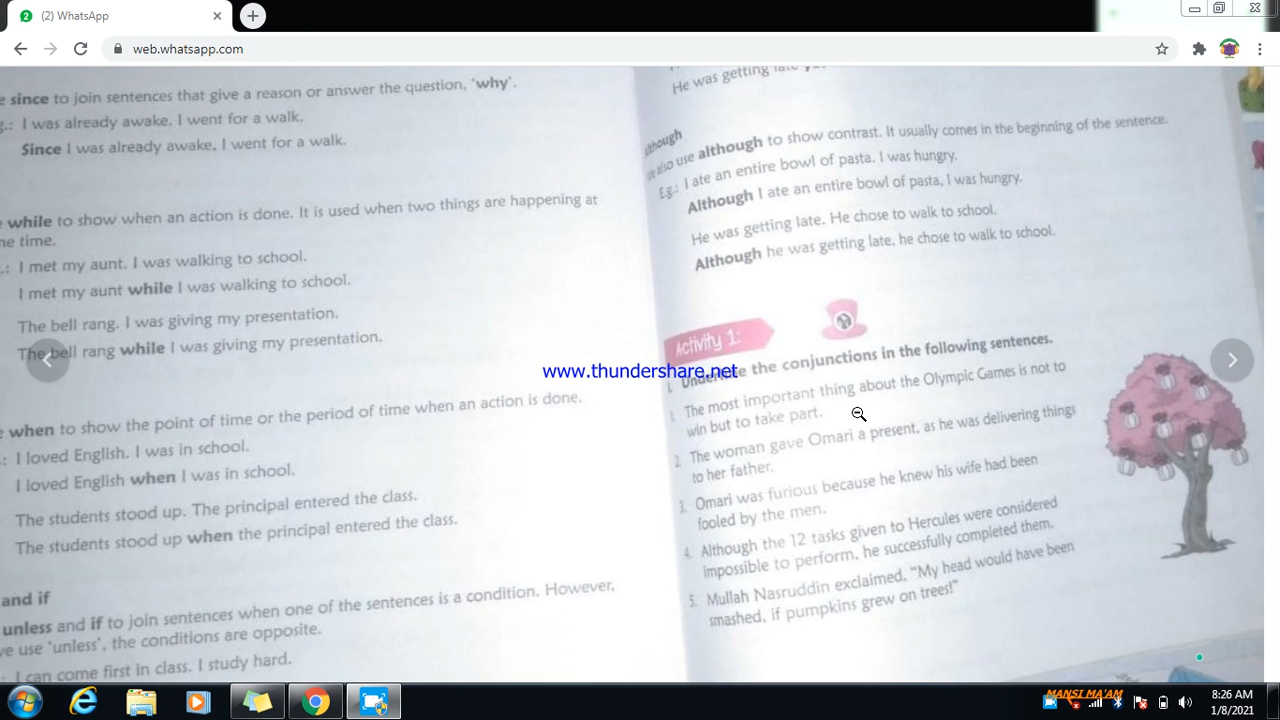 (2) WhatsApp
web.whatsapp.com
since to join sentences that give a reason or answer the question, 'why'.
I was already awake. I went for a walk.
Since I was already awake, I went for a walk.
while to show when an action is done. It is used when two things are happening at
time.
I met my aunt. I was walking to school.
I met my aunt while I was walking to school.
The bell rang. I was giving my presentation.
The bell rang while I was giving my presentation.
when to show the point of time or the period of time when an action is done.
I loved English. I was in school.
I loved English when I was in school.
The students stood up. The principal entered the class.
The students stood up when the principal entered the class.
and if
unless and if to join sentences when one of the sentences is a condition. However,
use 'unless', the conditions are opposite.
I can come first in class. I study hard.
He was getting late
although
also use although to show contrast. It usually comes in the beginning of the sentence.
E.g.: I ate an entire bowl of pasta. I was hungry.
Although I ate an entire bowl of pasta, I was hungry.
He was getting late. He chose to walk to school.
Although he was getting late, he chose to walk to school.
Activity 1:
www.thundershare.net
I. Underline the conjunctions in the following sentences.
1. The most important thing about the Olympic Games is not to
win but to take part.
2. The woman gave Omari a present, as he was delivering things
to her father.
3. Omari was furious because he knew his wife had been
fooled by the men.
4. Although the 12 tasks given to Hercules were considered
impossible to perform, he successfully completed them.
5. Mullah Nasruddin exclaimed, "My head would have been
smashed, if pumpkins grew on trees!"
MANSI MA'AM
8:26 AM
1/8/2021